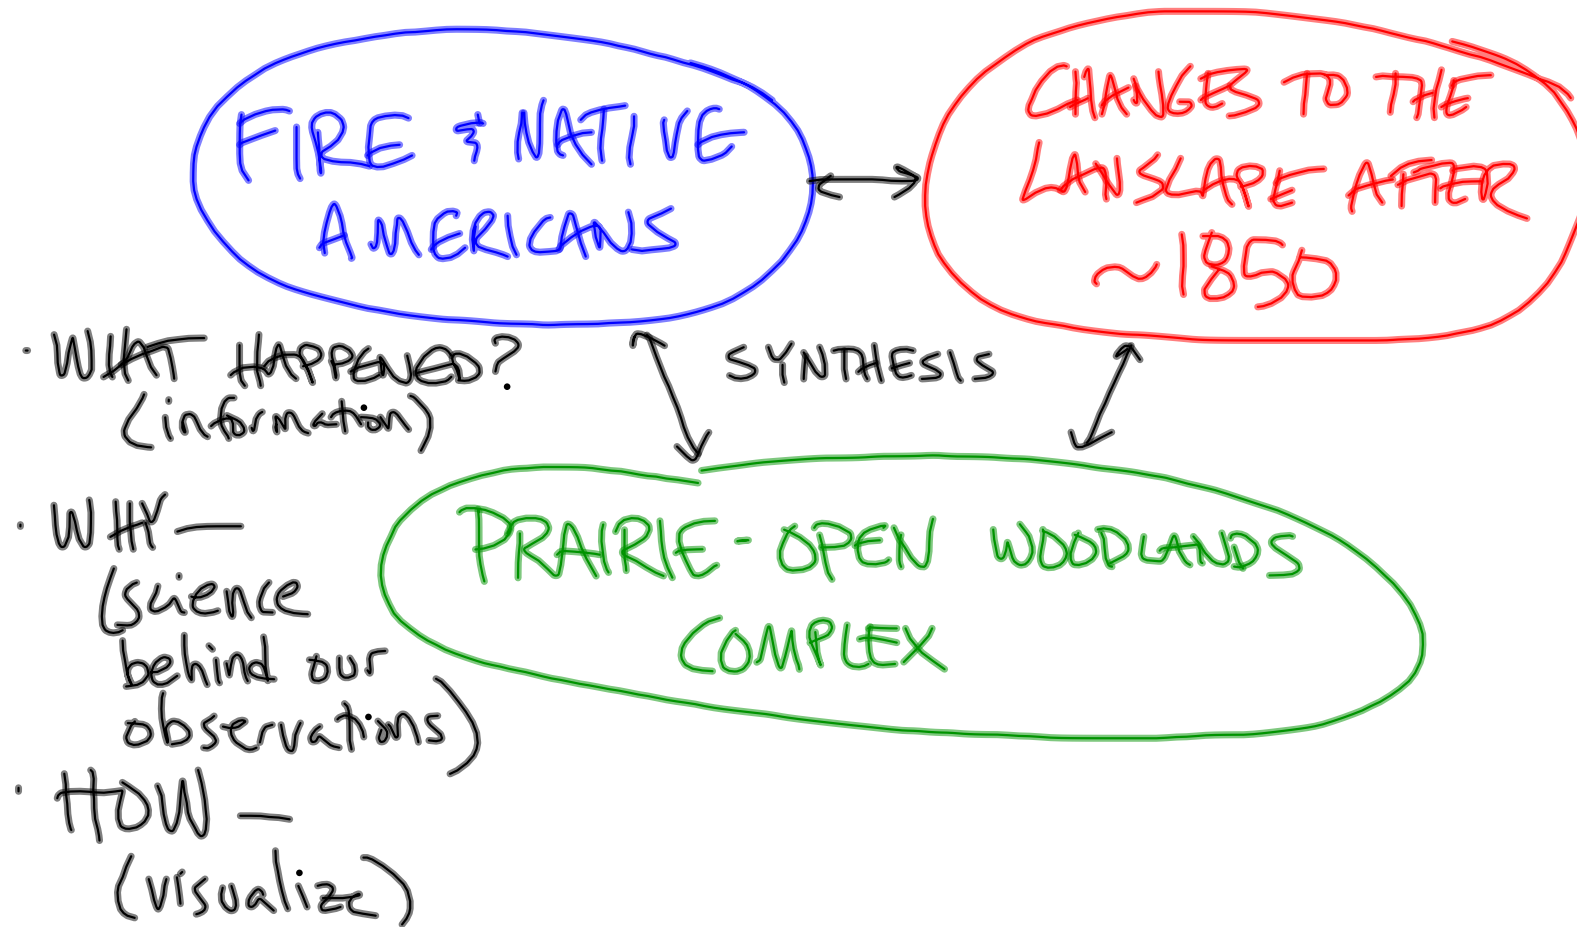 FIRE & NATIVE
AMERICANS
CHANGES TO THE
LANSCAPE AFTER
~1850
SYNTHESIS
PRAIRIE-OPEN WOODLANDS
COMPLEX
· WHAT HAPPENED?
(information)
· WHY —
(science
behind our
observations)
· HOW —
(visualize)